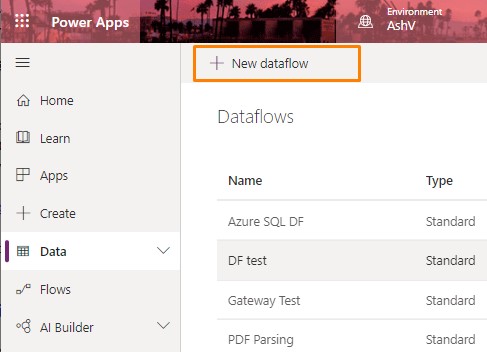 Power Apps
Environment
AshV
+ New dataflow
Home
Learn
Apps
Create
Data
Flows
AI Builder
Dataflows
Name Type
Azure SQL DF Standard
DF test Standard
Gateway Test Standard
PDF Parsing Standard